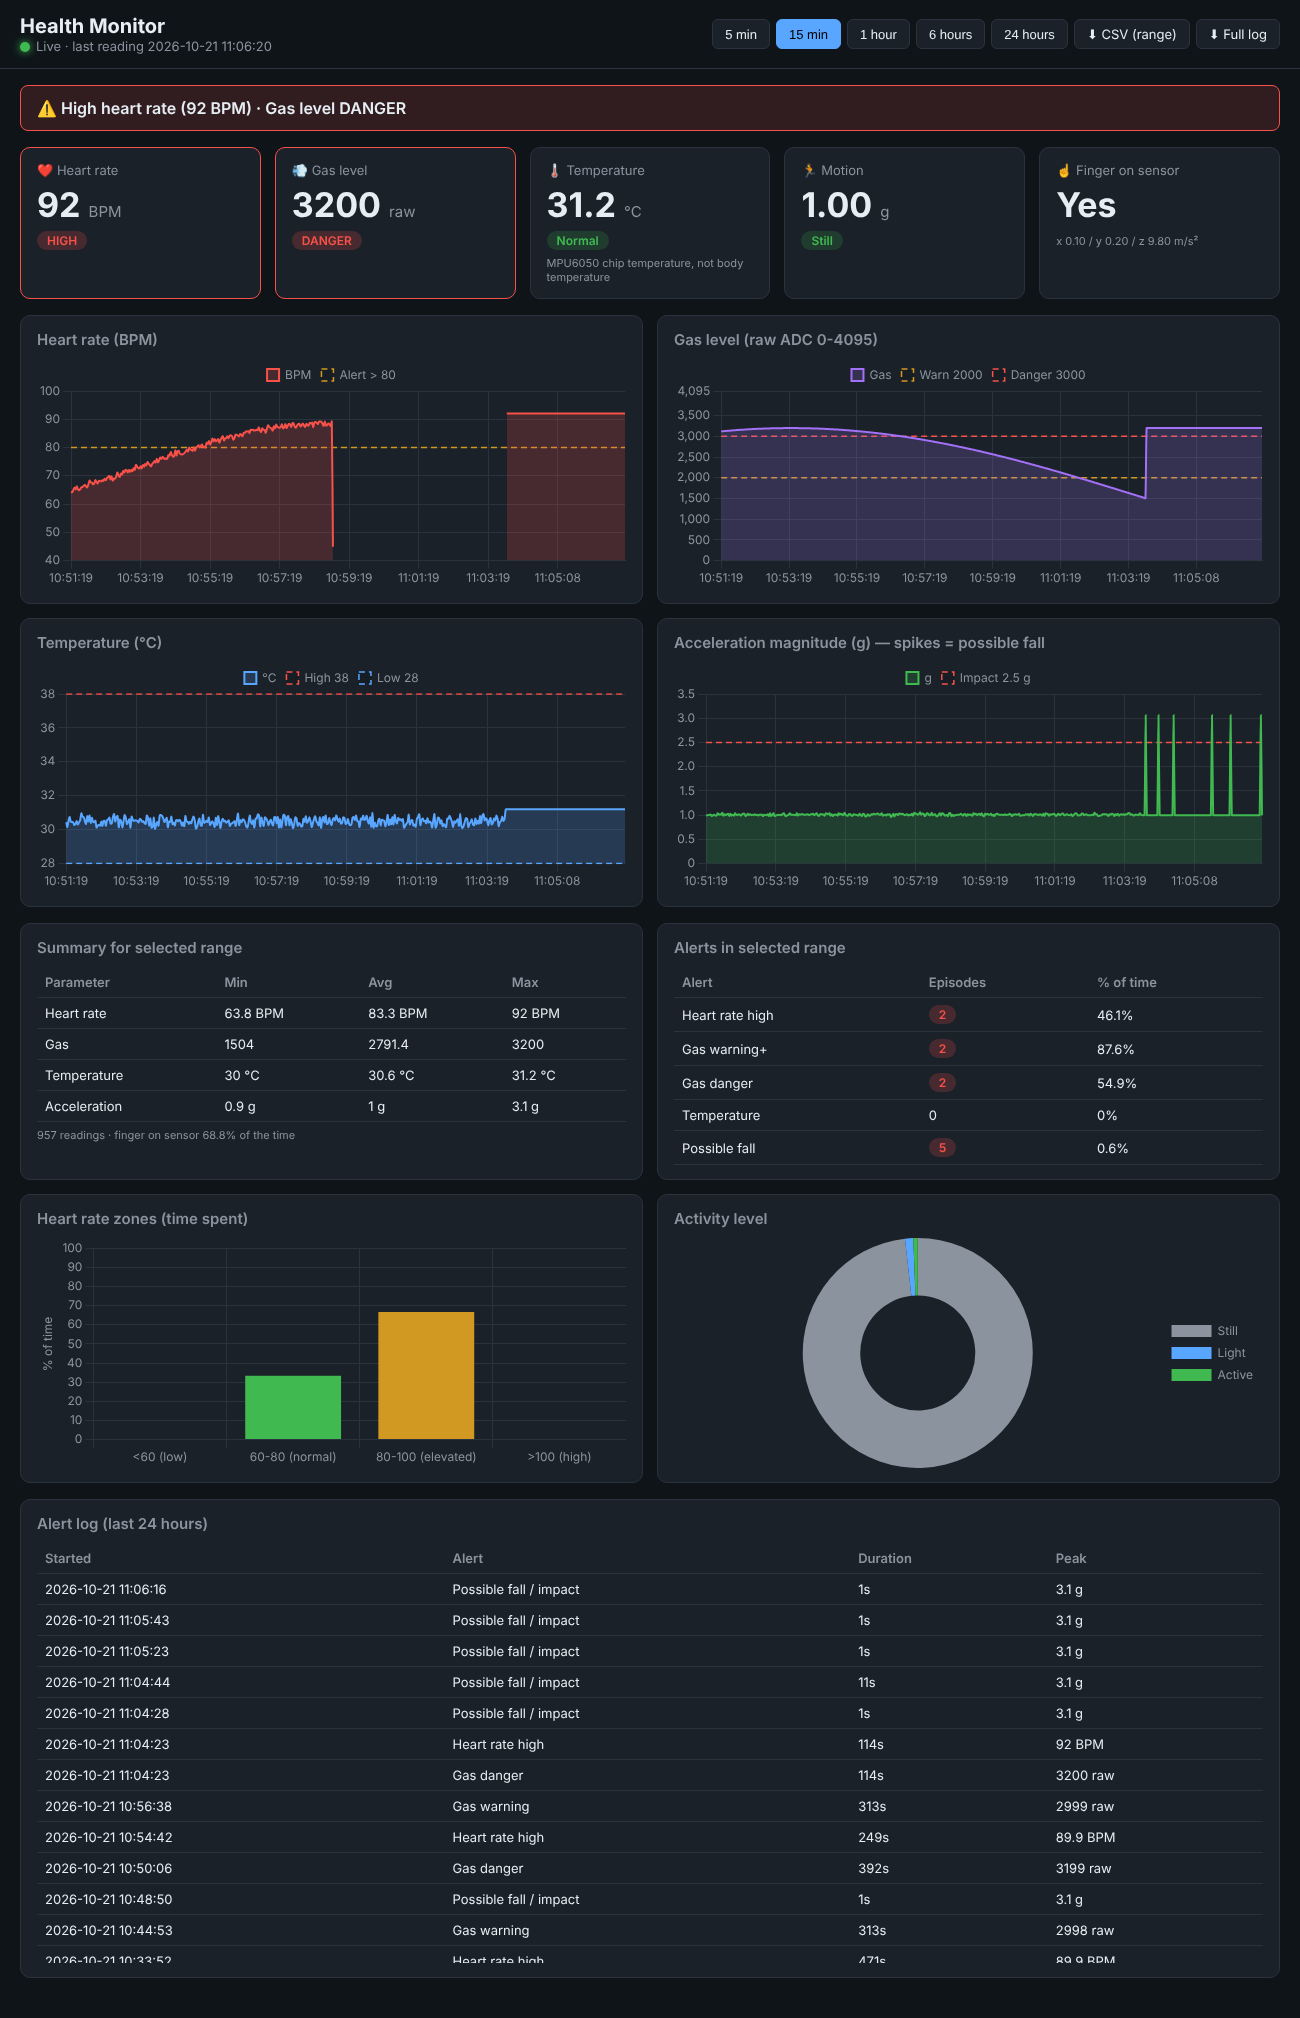 Health Monitor
Live · last reading 2026-10-21 11:06:20
5 min 15 min 1 hour 6 hours 24 hours ⬇ CSV (range) ⬇ Full log
⚠️ High heart rate (92 BPM) · Gas level DANGER
❤️ Heart rate
92 BPM
HIGH
💨 Gas level
3200 raw
DANGER
🌡️ Temperature
31.2 °C
Normal
MPU6050 chip temperature, not body
temperature
🏃 Motion
1.00 g
Still
☝️ Finger on sensor
Yes
x 0.10 / y 0.20 / z 9.80 m/s²
Heart rate (BPM)
BPM Alert > 80
100
90
80
70
60
50
40
10:51:19 10:53:19 10:55:19 10:57:19 10:59:19 11:01:19 11:03:19 11:05:08
Gas level (raw ADC 0-4095)
Gas Warn 2000 Danger 3000
4,095
3,500
3,000
2,500
2,000
1,500
1,000
500
0
10:51:19 10:53:19 10:55:19 10:57:19 10:59:19 11:01:19 11:03:19 11:05:08
Temperature (°C)
°C High 38 Low 28
38
36
34
32
30
28
10:51:19 10:53:19 10:55:19 10:57:19 10:59:19 11:01:19 11:03:19 11:05:08
Acceleration magnitude (g) — spikes = possible fall
g Impact 2.5 g
3.5
3.0
2.5
2.0
1.5
1.0
0.5
0
10:51:19 10:53:19 10:55:19 10:57:19 10:59:19 11:01:19 11:03:19 11:05:08
Summary for selected range
Parameter Min Avg Max
Heart rate 63.8 BPM 83.3 BPM 92 BPM
Gas 1504 2791.4 3200
Temperature 30 °C 30.6 °C 31.2 °C
Acceleration 0.9 g 1 g 3.1 g
957 readings · finger on sensor 68.8% of the time
Alerts in selected range
Alert Episodes % of time
Heart rate high 2 46.1%
Gas warning+ 2 87.6%
Gas danger 2 54.9%
Temperature 0 0%
Possible fall 5 0.6%
Heart rate zones (time spent)
% of time
100
90
80
70
60
50
40
30
20
10
0
<60 (low) 60-80 (normal) 80-100 (elevated) >100 (high)
Activity level
Still
Light
Active
Alert log (last 24 hours)
Started Alert Duration Peak
2026-10-21 11:06:16 Possible fall / impact 1s 3.1 g
2026-10-21 11:05:43 Possible fall / impact 1s 3.1 g
2026-10-21 11:05:23 Possible fall / impact 1s 3.1 g
2026-10-21 11:04:44 Possible fall / impact 11s 3.1 g
2026-10-21 11:04:28 Possible fall / impact 1s 3.1 g
2026-10-21 11:04:23 Heart rate high 114s 92 BPM
2026-10-21 11:04:23 Gas danger 114s 3200 raw
2026-10-21 10:56:38 Gas warning 313s 2999 raw
2026-10-21 10:54:42 Heart rate high 249s 89.9 BPM
2026-10-21 10:50:06 Gas danger 392s 3199 raw
2026-10-21 10:48:50 Possible fall / impact 1s 3.1 g
2026-10-21 10:44:53 Gas warning 313s 2998 raw
2026-10-21 10:33:52 Heart rate high 471s 89.9 BPM